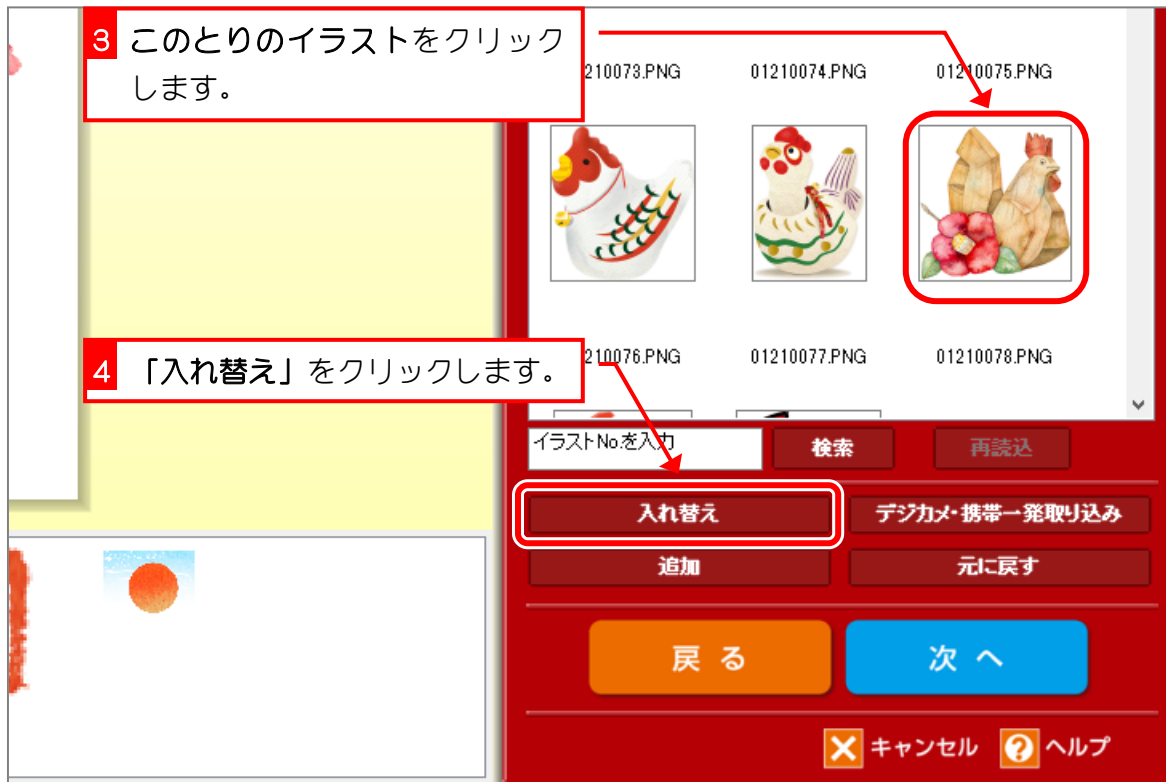 3 このとりのイラストをクリック
します。
210073.PNG 01210074.PNG 01210075.PNG
4 「入れ替え」をクリックします。
210076.PNG 01210077.PNG 01210078.PNG
イラストNo.を入力 検索 再読込
入れ替え デジカメ・携帯一発取り込み
追加 元に戻す
戻る 次へ
キャンセル ? ヘルプ